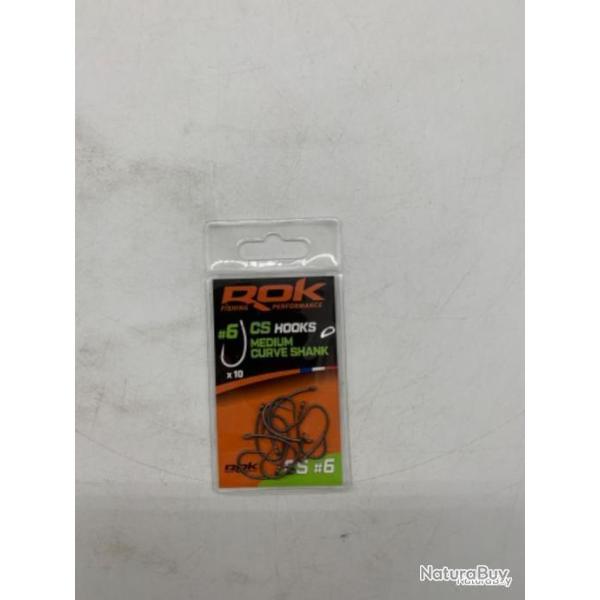 ROK
FISHING PERFORMANCE
#6 CS HOOKS
MEDIUM
CURVE SHANK
x 10
ROK
CS #6
NaturaBuy